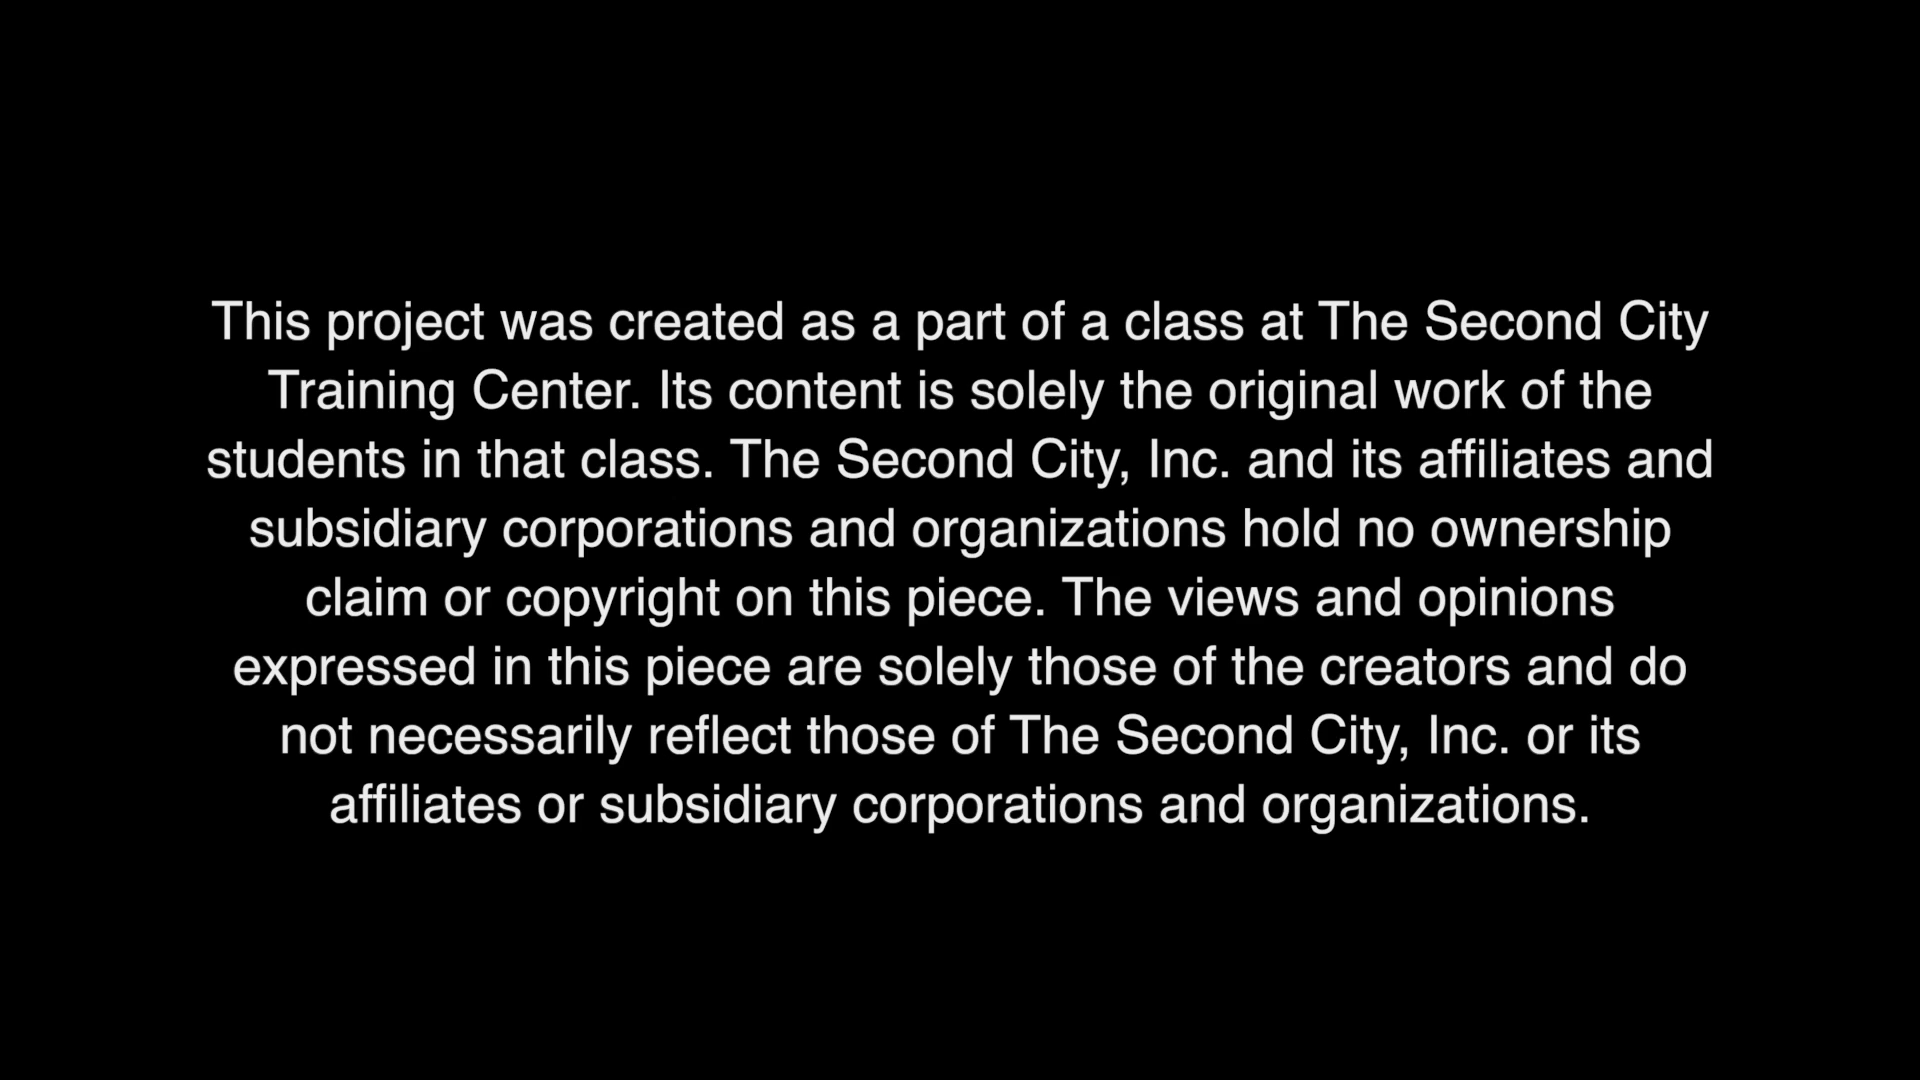 This project was created as a part of a class at The Second City
Training Center. Its content is solely the original work of the
students in that class. The Second City, Inc. and its affiliates and
subsidiary corporations and organizations hold no ownership
claim or copyright on this piece. The views and opinions
expressed in this piece are solely those of the creators and do
not necessarily reflect those of The Second City, Inc. or its
affiliates or subsidiary corporations and organizations.